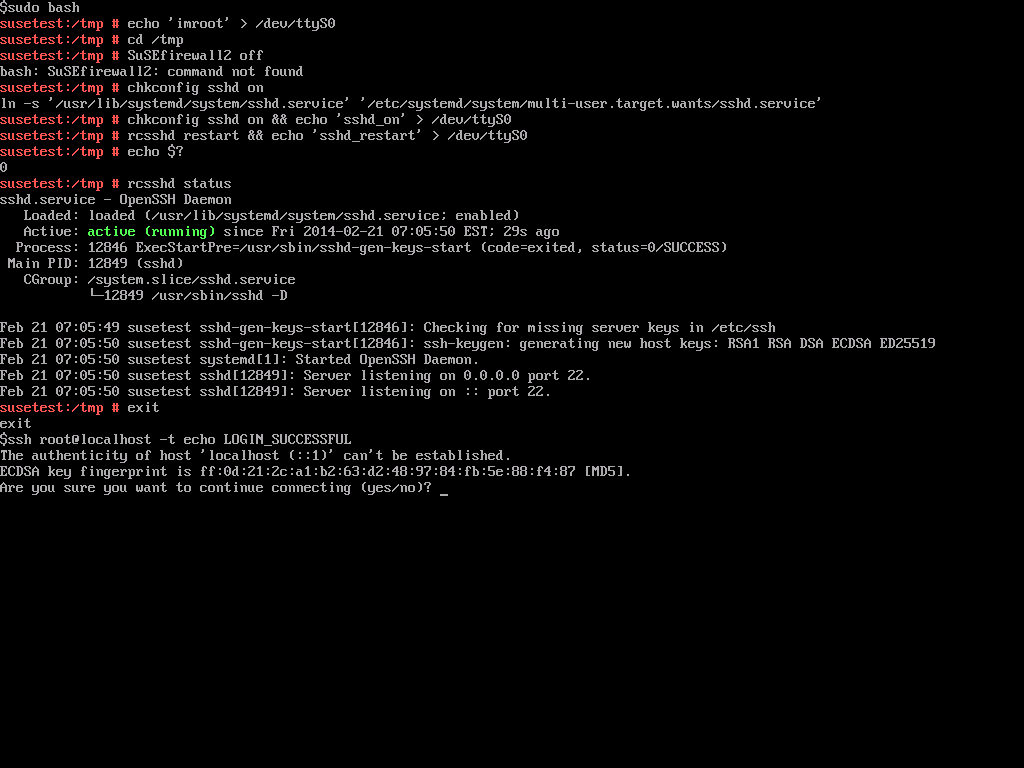 $sudo bash
susetest:/tmp # echo 'imroot' > /dev/ttyS0
susetest:/tmp # cd /tmp
susetest:/tmp # SuSEfirewall2 off
bash: SuSEfirewall2: command not found
susetest:/tmp # chkconfig sshd on
ln -s '/usr/lib/systemd/system/sshd.service' '/etc/systemd/system/multi-user.target.wants/sshd.service'
susetest:/tmp # chkconfig sshd on && echo 'sshd_on' > /dev/ttyS0
susetest:/tmp # rcsshd restart && echo 'sshd_restart' > /dev/ttyS0
susetest:/tmp # echo $?
0
susetest:/tmp # rcsshd status
sshd.service - OpenSSH Daemon
   Loaded: loaded (/usr/lib/systemd/system/sshd.service; enabled)
   Active: active (running) since Fri 2014-02-21 07:05:50 EST; 29s ago
  Process: 12846 ExecStartPre=/usr/sbin/sshd-gen-keys-start (code=exited, status=0/SUCCESS)
 Main PID: 12849 (sshd)
   CGroup: /system.slice/sshd.service
           └─12849 /usr/sbin/sshd -D
Feb 21 07:05:49 susetest sshd-gen-keys-start[12846]: Checking for missing server keys in /etc/ssh
Feb 21 07:05:50 susetest sshd-gen-keys-start[12846]: ssh-keygen: generating new host keys: RSA1 RSA DSA ECDSA ED25519
Feb 21 07:05:50 susetest systemd[1]: Started OpenSSH Daemon.
Feb 21 07:05:50 susetest sshd[12849]: Server listening on 0.0.0.0 port 22.
Feb 21 07:05:50 susetest sshd[12849]: Server listening on :: port 22.
susetest:/tmp # exit
exit
$ssh root@localhost -t echo LOGIN_SUCCESSFUL
The authenticity of host 'localhost (::1)' can't be established.
ECDSA key fingerprint is ff:0d:21:2c:a1:b2:63:d2:48:97:84:fb:5e:88:f4:87 [MD5].
Are you sure you want to continue connecting (yes/no)? _